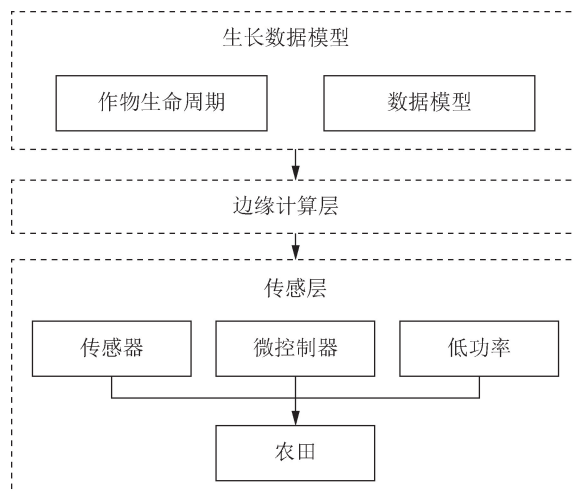 生长数据模型
作物生命周期
数据模型
边缘计算层
传感层
传感器
微控制器
低功率
农田